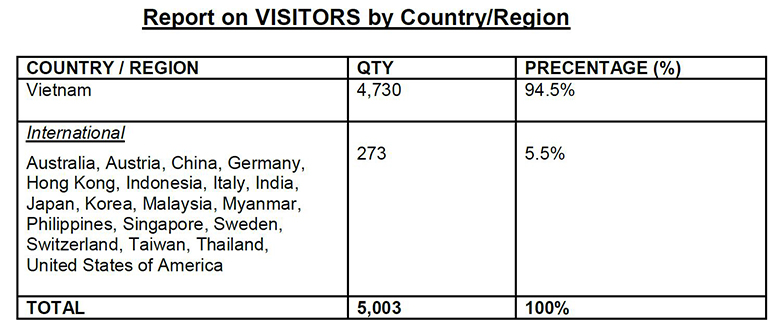 Report on VISITORS by Country/Region
COUNTRY / REGION QTY PRECENTAGE (%)
Vietnam 4,730 94.5%
International
273 5.5%
Australia, Austria, China, Germany,
Hong Kong, Indonesia, Italy, India,
Japan, Korea, Malaysia, Myanmar,
Philippines, Singapore, Sweden,
Switzerland, Taiwan, Thailand,
United States of America
TOTAL 5,003 100%